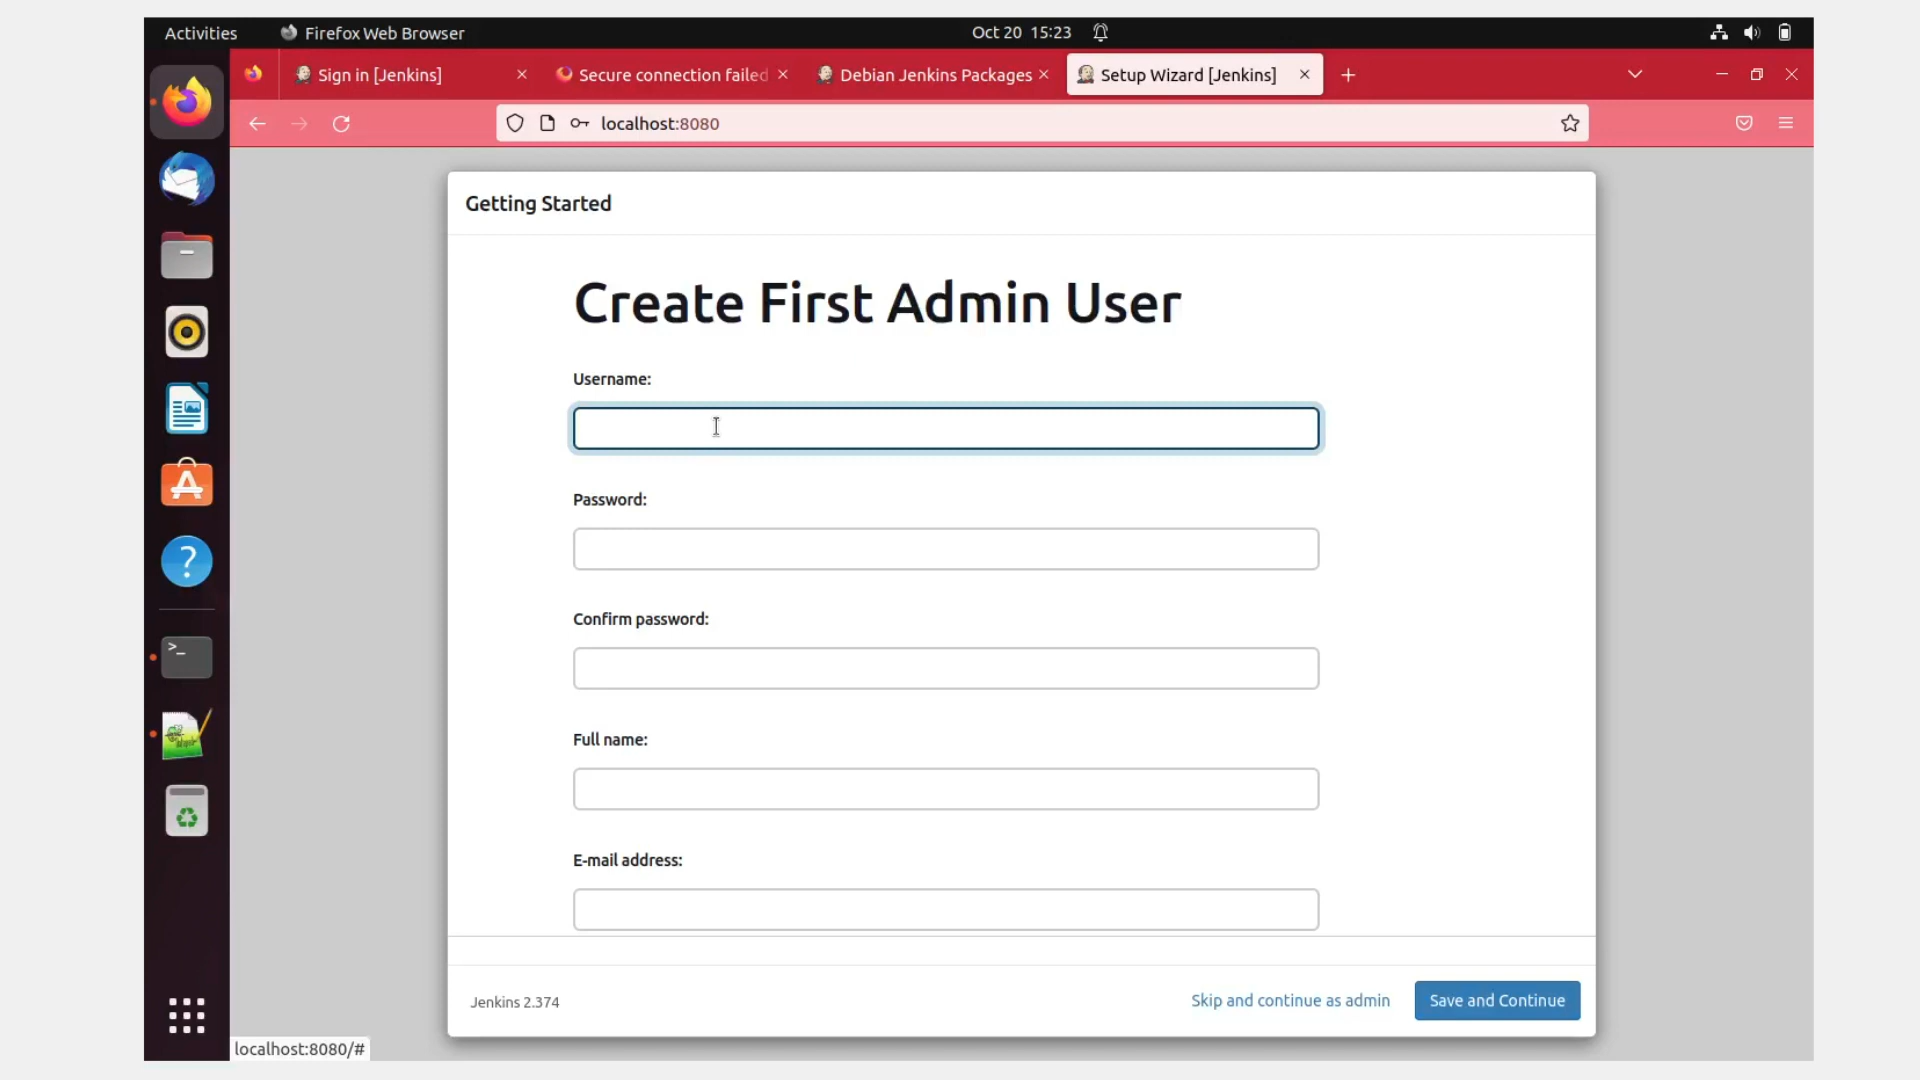 Activities Firefox Web Browser Oct 20 15:23
Sign in [Jenkins] Secure connection failed Debian Jenkins Packages Setup Wizard [Jenkins]
localhost:8080
Getting Started
Create First Admin User
Username:
Password:
Confirm password:
Full name:
E-mail address:
Jenkins 2.374 Skip and continue as admin Save and Continue
localhost:8080/#